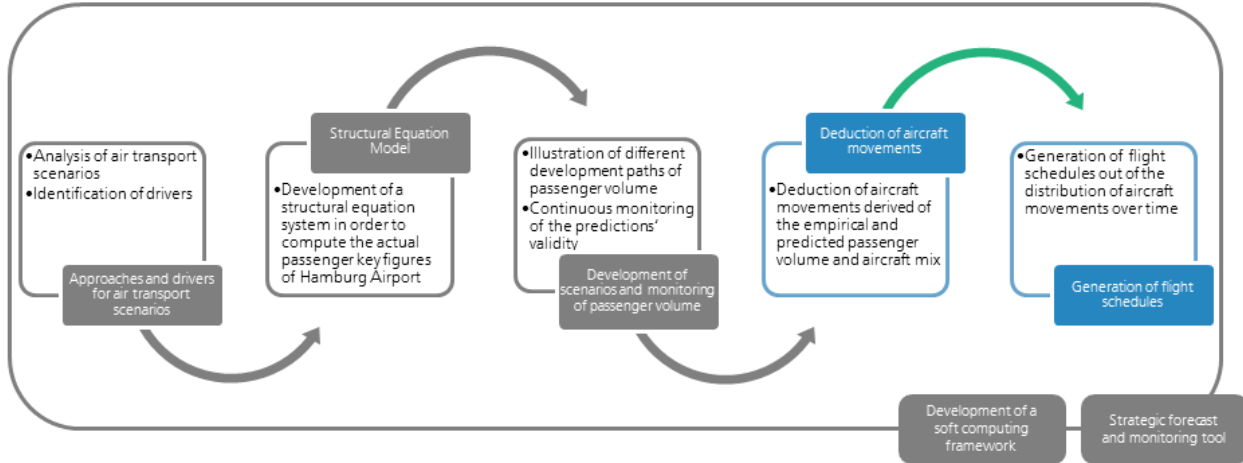 •Analysis of air transport
scenarios
•Identification of drivers
Approaches and drivers
for air transport
scenarios
Structural Equation
Model
•Development of a
structural equation
system in order to
compute the actual
passenger key figures
of Hamburg Airport
•Illustration of different
development paths of
passenger volume
•Continuous monitoring
of the predictions‘
validity
Development of
scenarios and monitoring
of passenger volume
Deduction of aircraft
movements
•Deduction of aircraft
movements derived of
the empirical and
predicted passenger
volume and aircraft mix
•Generation of flight
schedules out of the
distribution of aircraft
movements over time
Generation of flight
schedules
Development of a
soft computing
framework
Strategic forecast
and monitoring tool